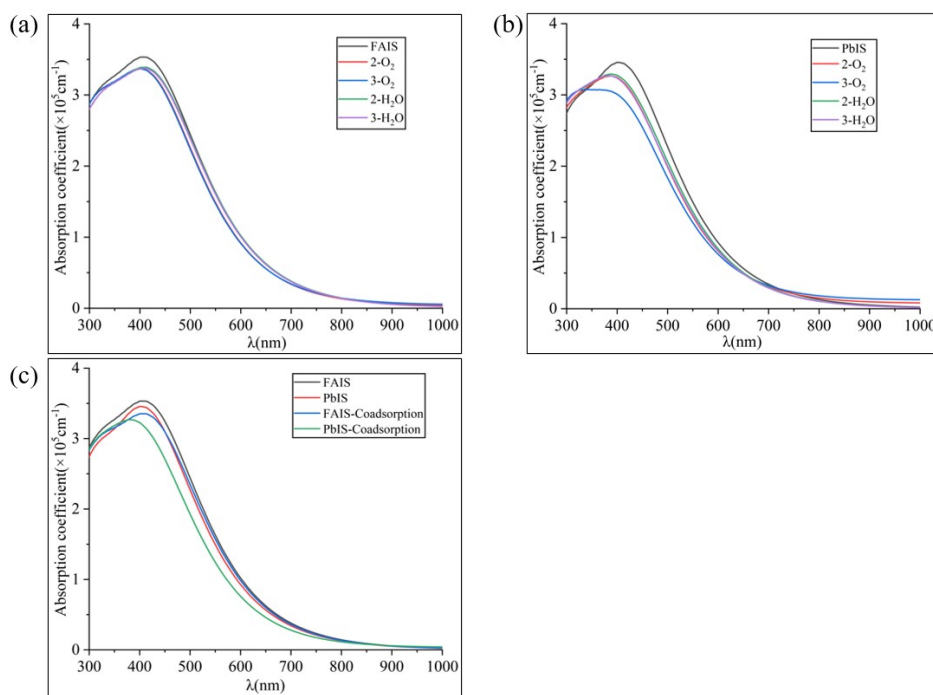 (a)
4
3
2
1
0
Absorption coefficient(×10⁵cm⁻¹)
300 400 500 600 700 800 900 1000
λ(nm)
FAIS
2-O₂
3-O₂
2-H₂O
3-H₂O
(b)
4
3
2
1
0
Absorption coefficient(×10⁵cm⁻¹)
300 400 500 600 700 800 900 1000
λ(nm)
PbIS
2-O₂
3-O₂
2-H₂O
3-H₂O
(c)
4
3
2
1
0
Absorption coefficient(×10⁵cm⁻¹)
300 400 500 600 700 800 900 1000
λ(nm)
FAIS
PbIS
FAIS-Coadsorption
PbIS-Coadsorption